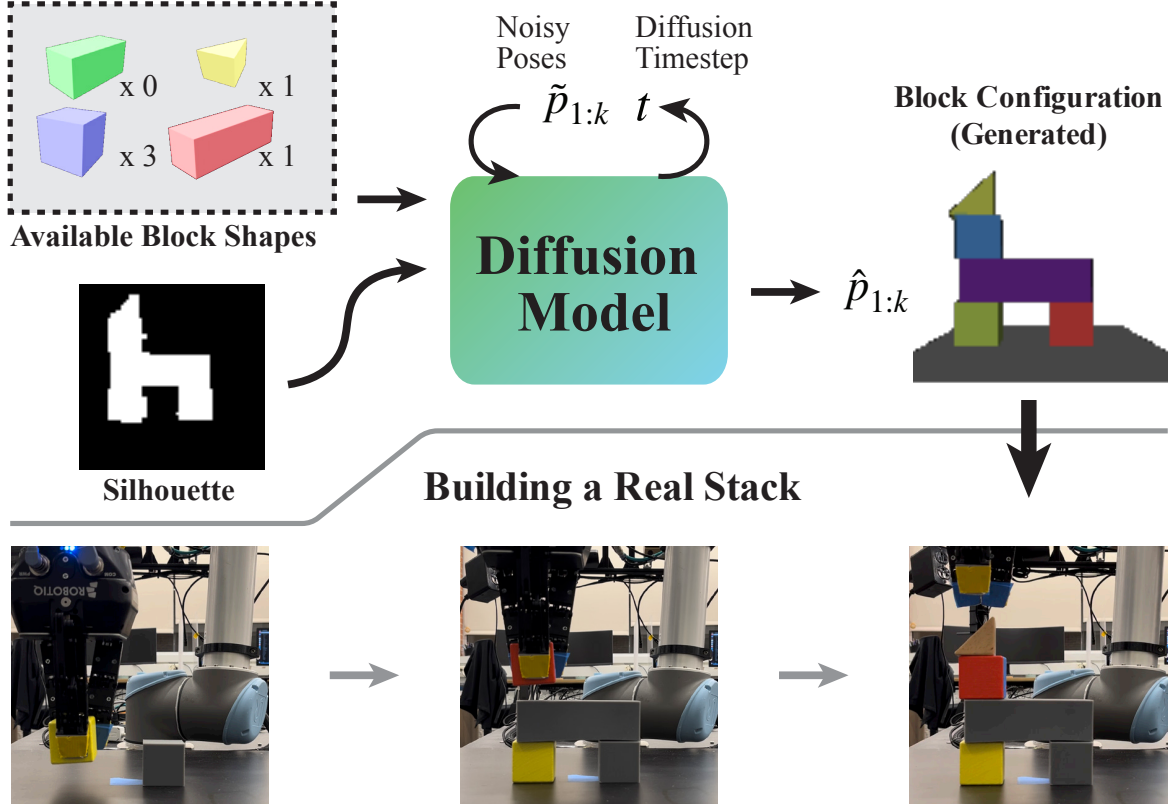 x 0
x 1
x 3
x 1
Available Block Shapes
Silhouette
Noisy
Poses
Diffusion
Timestep
p̃₁:ₖ t
Diffusion
Model
p̂₁:ₖ
Block Configuration
(Generated)
Building a Real Stack
ROBOTIQ